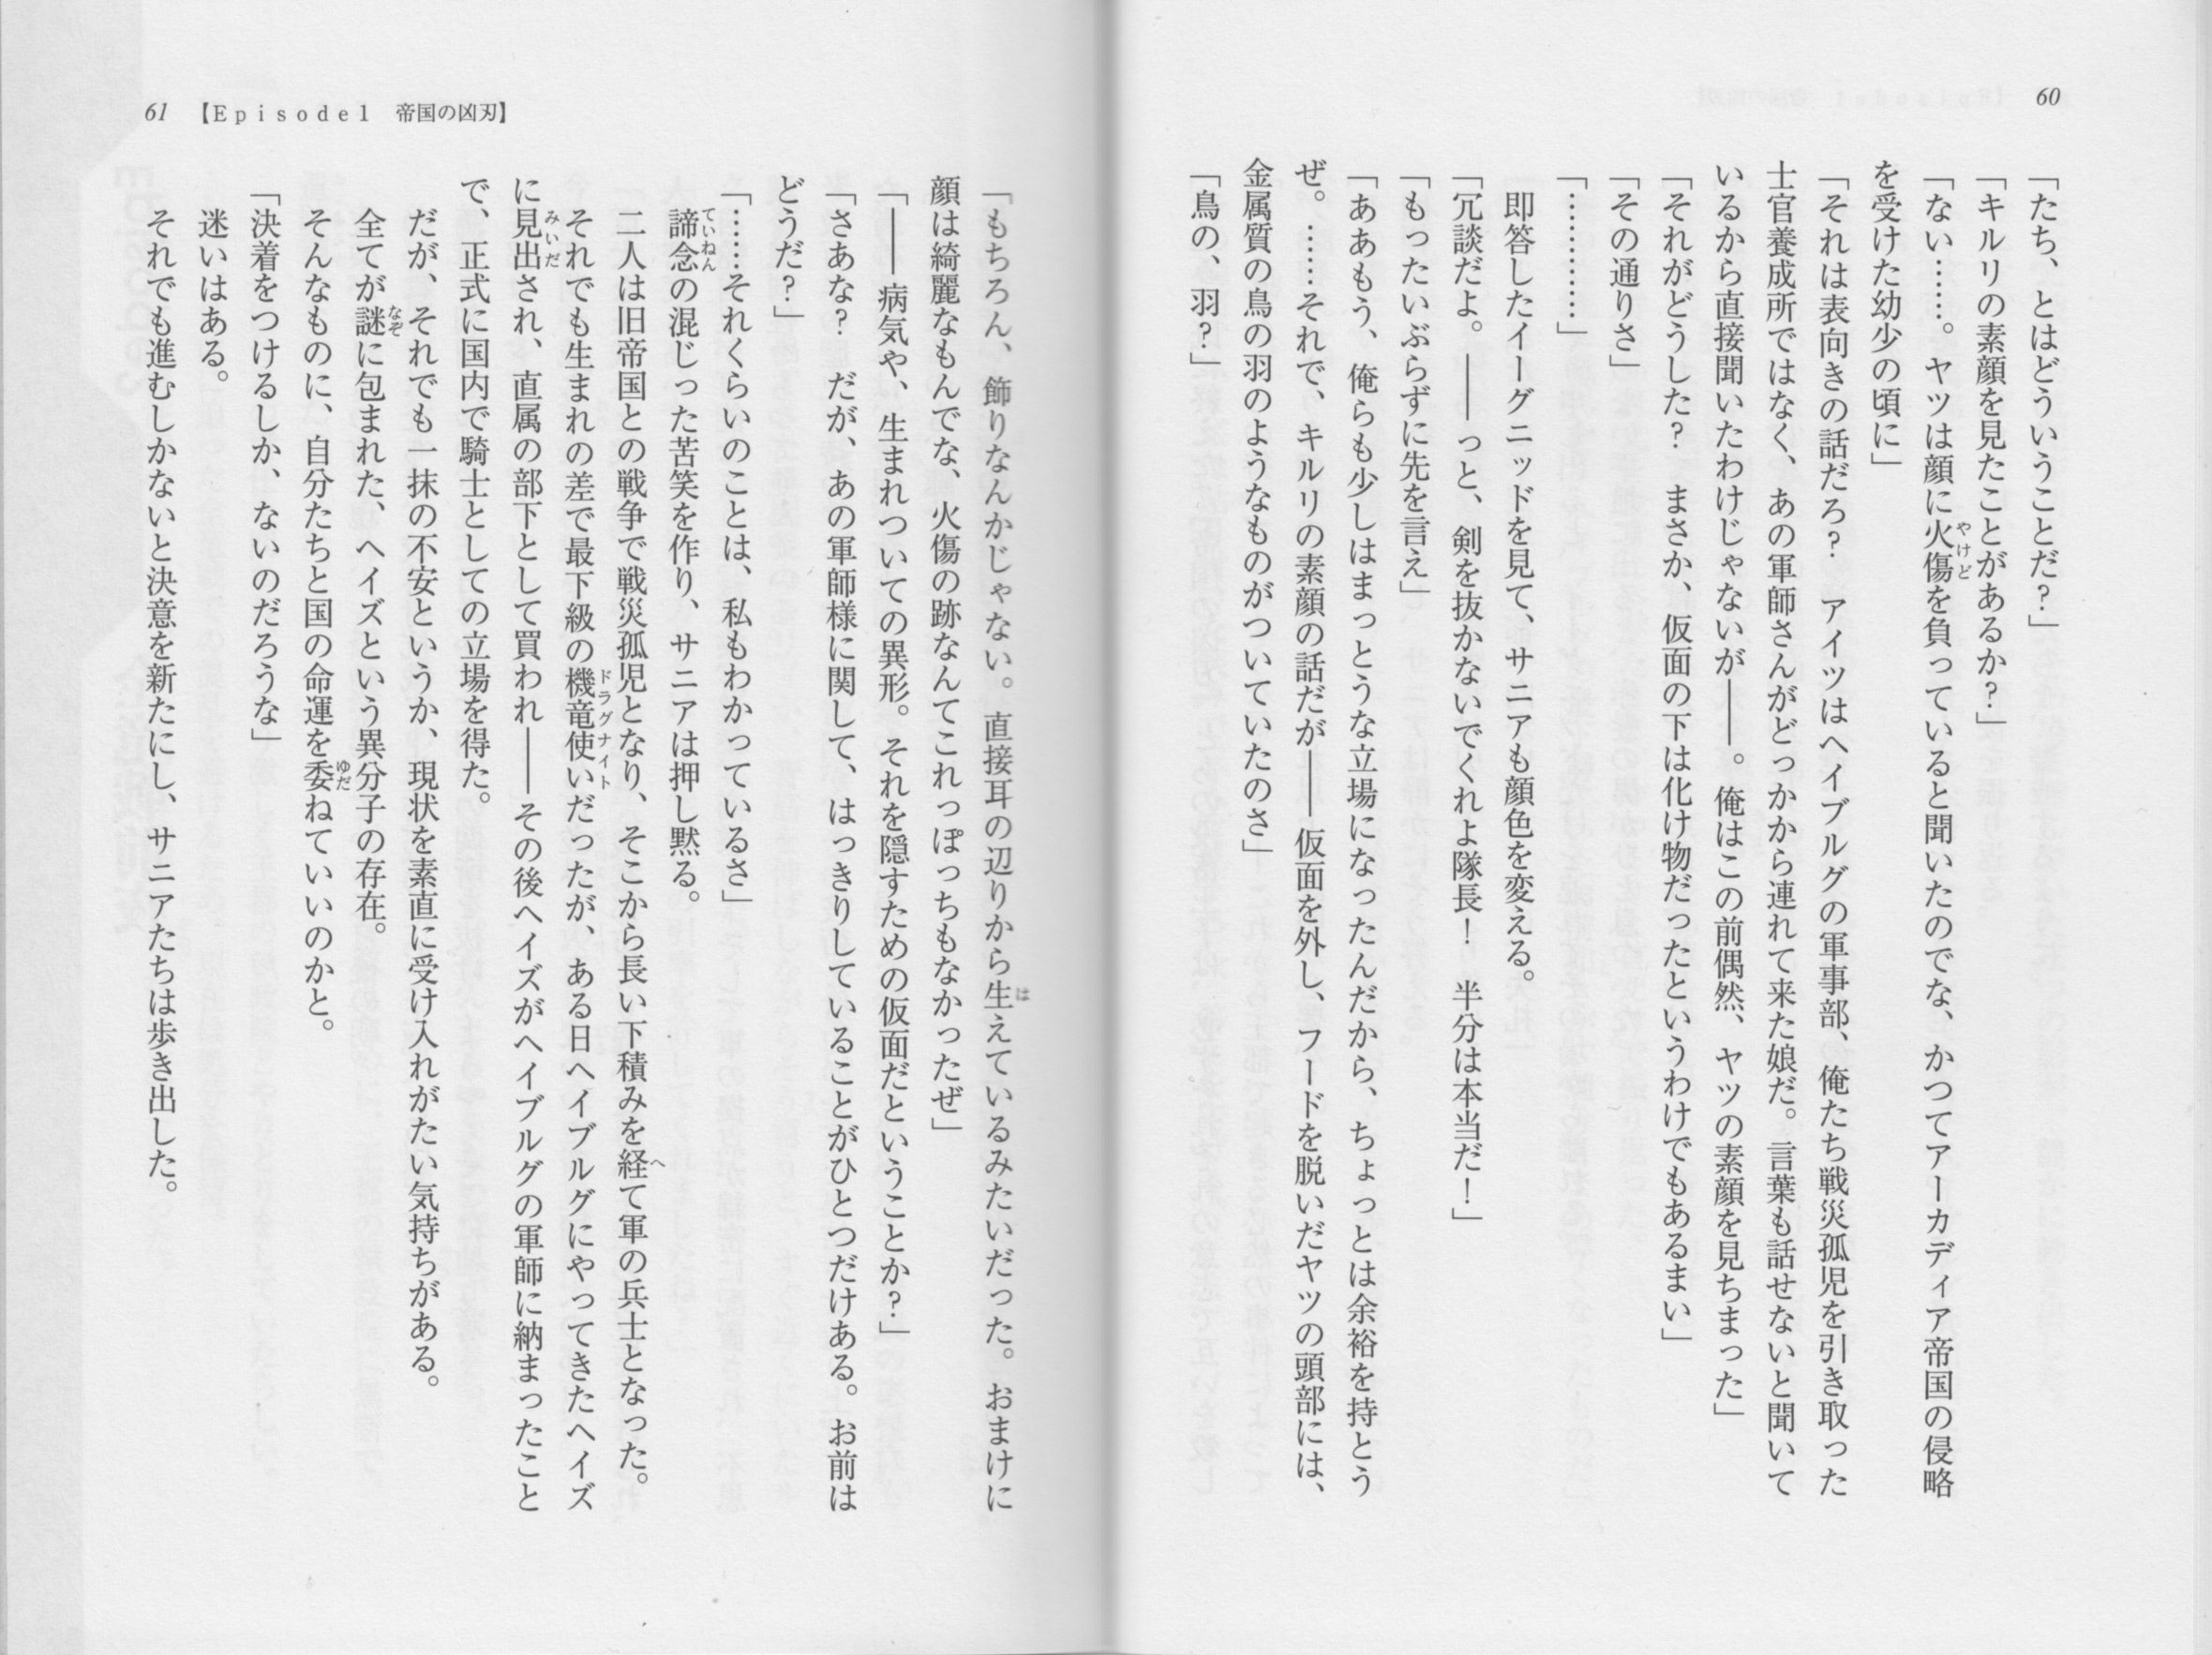 60
「たち、とはどういうことだ?」
「キルリの素顔を見たことがあるか?」
「ない……。ヤツは顔に火傷を負っていると聞いたのでな、かつてアーカディア帝国の侵略
を受けた幼少の頃に」
「それは表向きの話だろ? アイツはヘイブルグの軍事部、俺たち戦災孤児を引き取った
士官養成所ではなく、あの軍師さんがどっかから連れて来た娘だ。言葉も話せないと聞いて
いるから直接聞いたわけじゃないが――。俺はこの前偶然、ヤツの素顔を見ちまった」
「それがどうした? まさか、仮面の下は化け物だったというわけでもあるまい」
「その通りさ」
「…………」
即答したイーグニッドを見て、サニアも顔色を変える。
「冗談だよ。――っと、剣を抜かないでくれよ隊長! 半分は本当だ!」
「もったいぶらずに先を言え」
「ああもう、俺らも少しはまっとうな立場になったんだから、ちょっとは余裕を持とう
ぜ。……それで、キルリの素顔の話だが――仮面を外し、フードを脱いだヤツの頭部には、
金属質の鳥の羽のようなものがついていたのさ」
「鳥の、羽?」
61 【Episode1 帝国の凶刃】
「もちろん、飾りなんかじゃない。直接耳の辺りから生えているみたいだった。おまけに
顔は綺麗なもんでな、火傷の跡なんてこれっぽっちもなかったぜ」
「――病気や、生まれついての異形。それを隠すための仮面だということか?」
「さあな? だが、あの軍師様に関して、はっきりしていることがひとつだけある。お前は
どうだ?」
「……それくらいのことは、私もわかっているさ」
諦念の混じった苦笑を作り、サニアは押し黙る。
二人は旧帝国との戦争で戦災孤児となり、そこから長い下積みを経て軍の兵士となった。
それでも生まれの差で最下級の機竜使いだったが、ある日ヘイブルグにやってきたヘイズ
に見出され、直属の部下として買われ――その後ヘイズがヘイブルグの軍師に納まったこと
で、正式に国内で騎士としての立場を得た。
だが、それでも一抹の不安というか、現状を素直に受け入れがたい気持ちがある。
全てが謎に包まれた、ヘイズという異分子の存在。
そんなものに、自分たちと国の命運を委ねていいのかと。
「決着をつけるしか、ないのだろうな」
迷いはある。
それでも進むしかないと決意を新たにし、サニアたちは歩き出した。